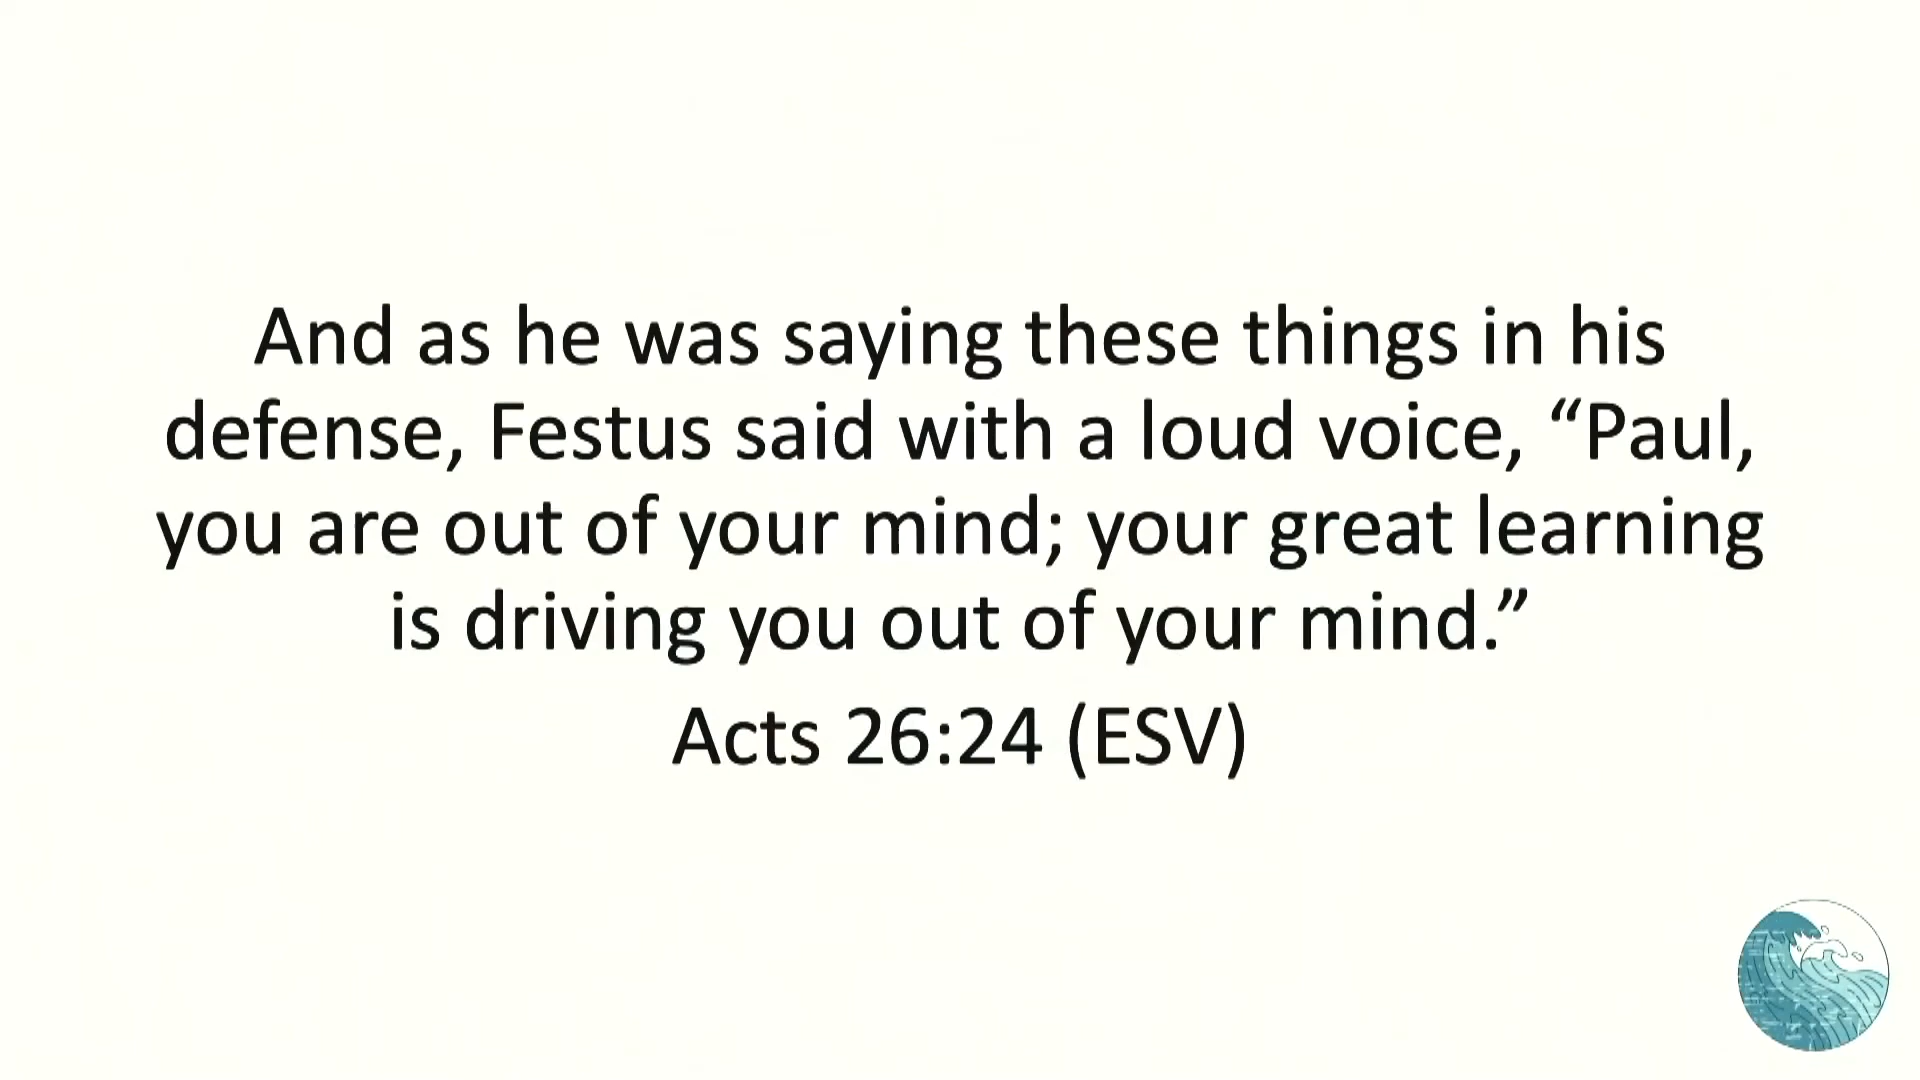 And as he was saying these things in his
defense, Festus said with a loud voice, “Paul,
you are out of your mind; your great learning
is driving you out of your mind.”
Acts 26:24 (ESV)